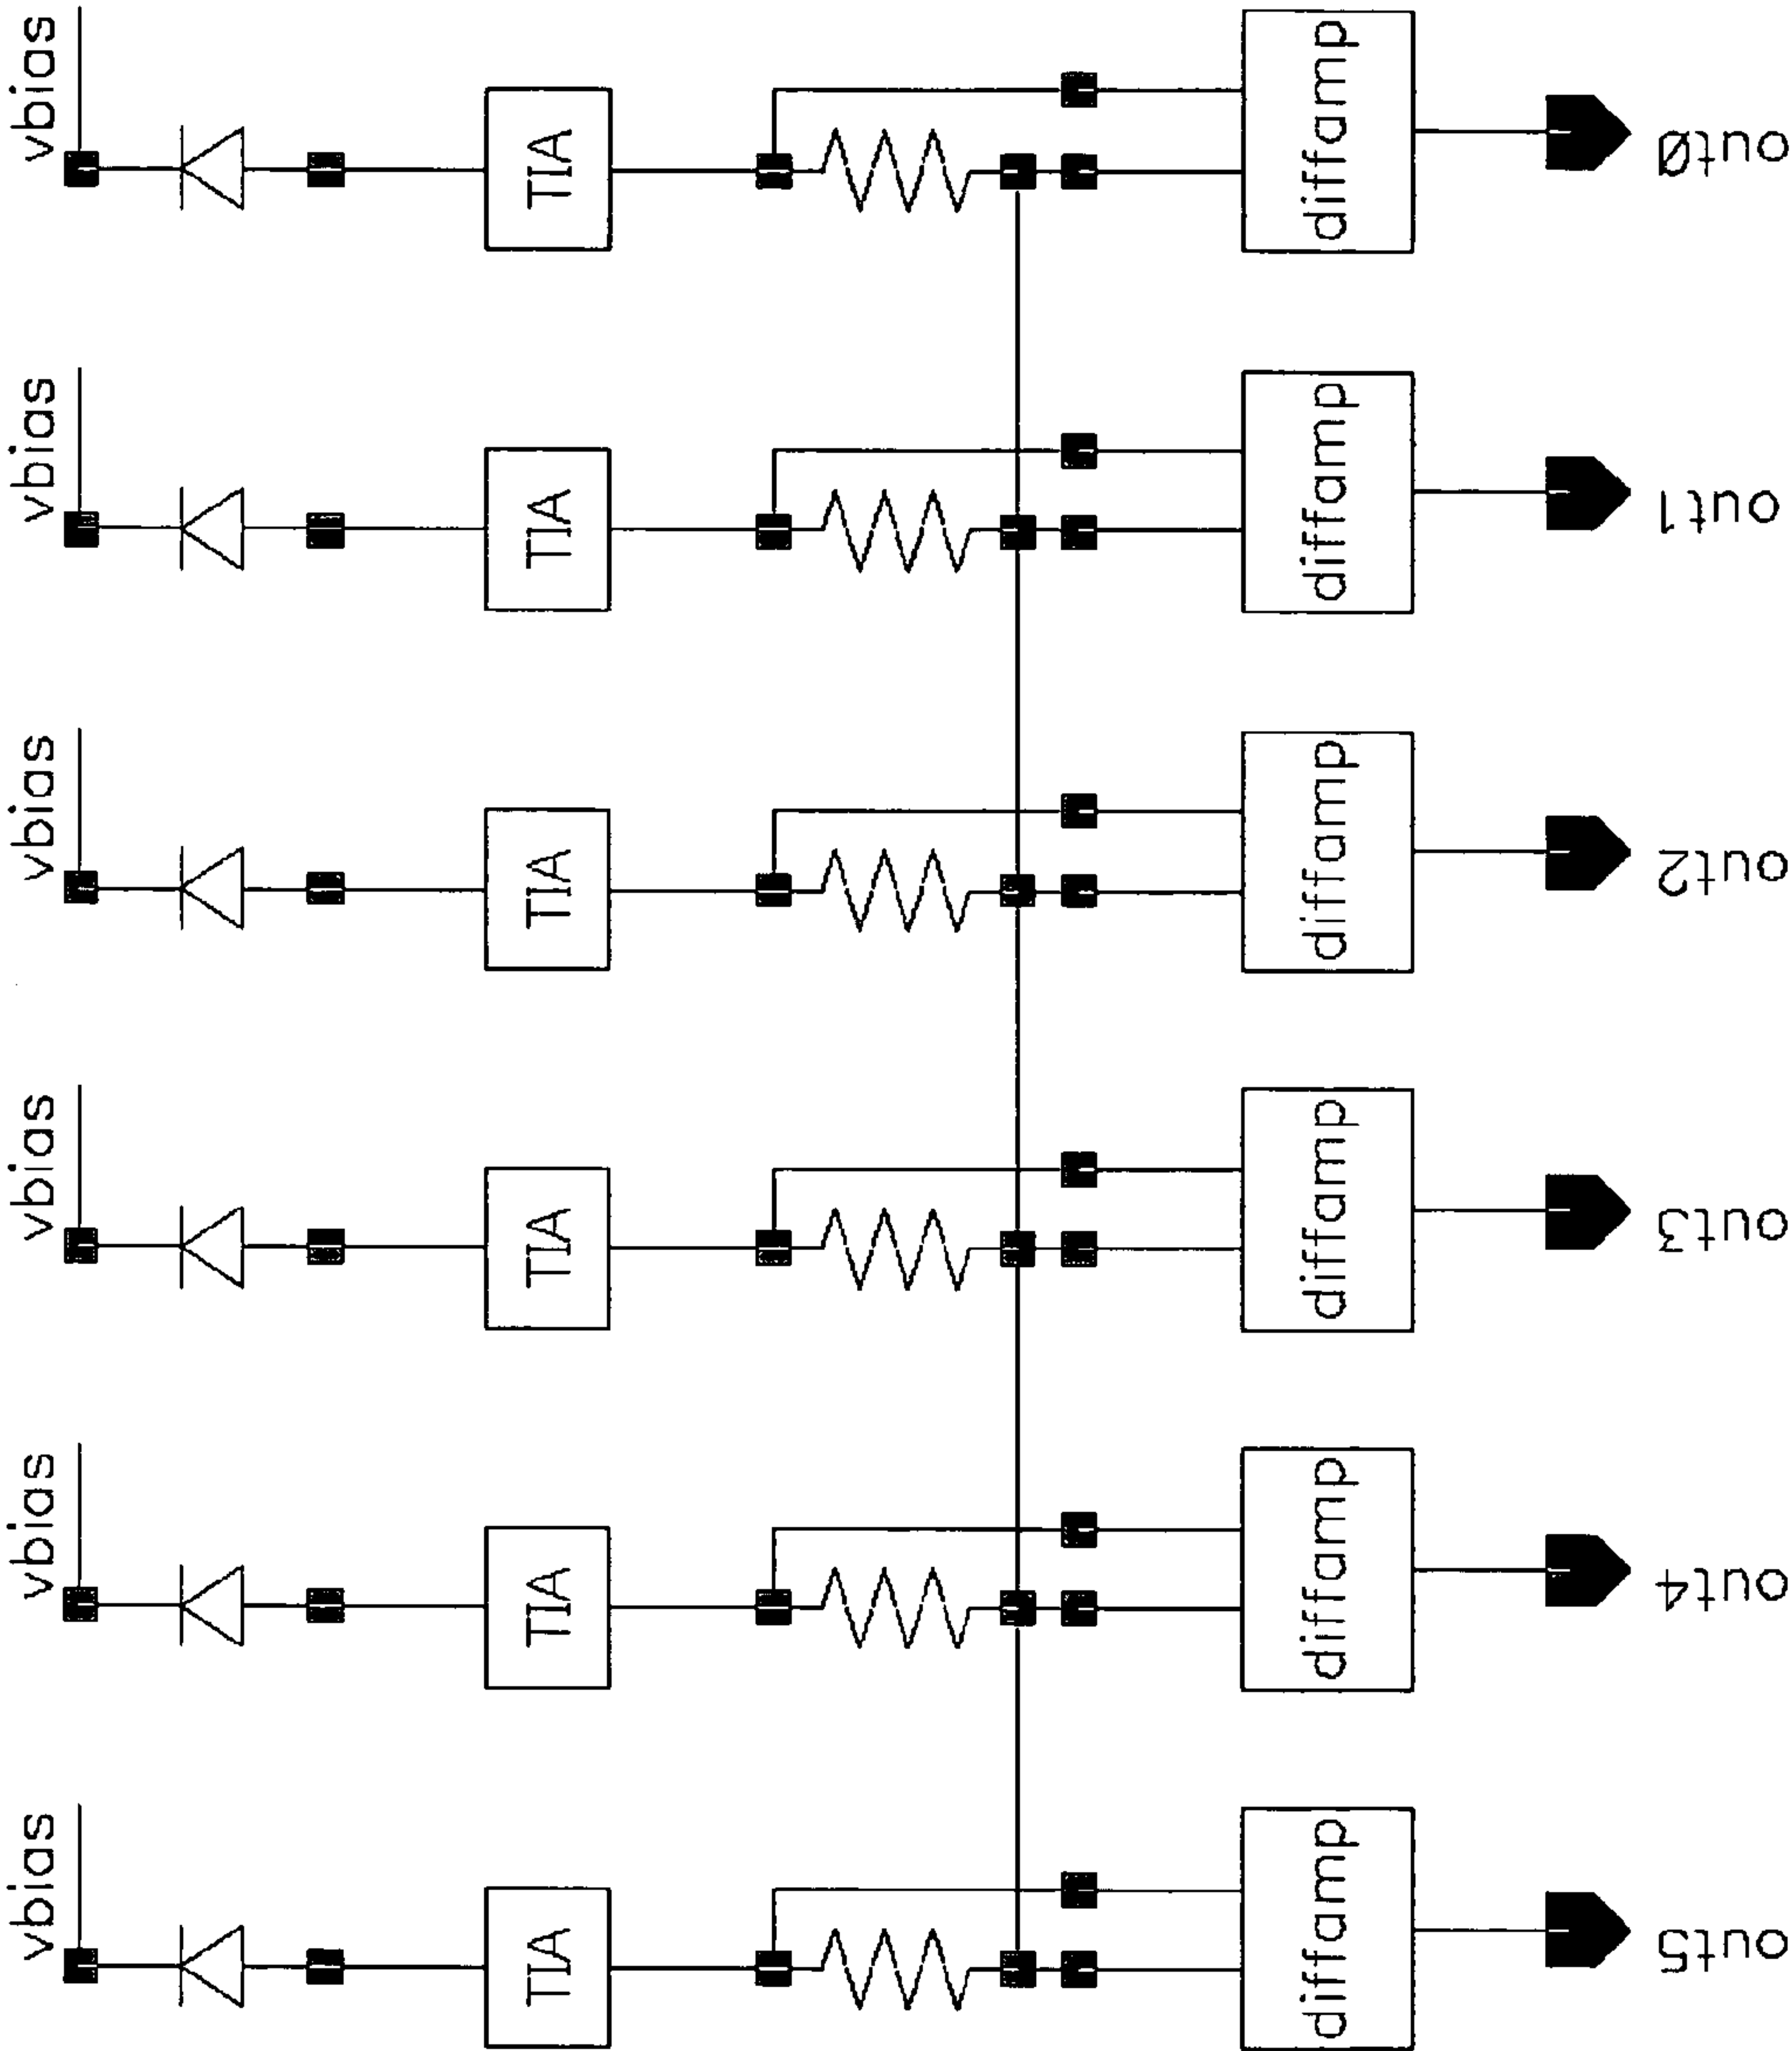 vbias TIA diffamp out0
vbias TIA diffamp out1
vbias TIA diffamp out2
vbias TIA diffamp out3
vbias TIA diffamp out4
vbias TIA diffamp out5